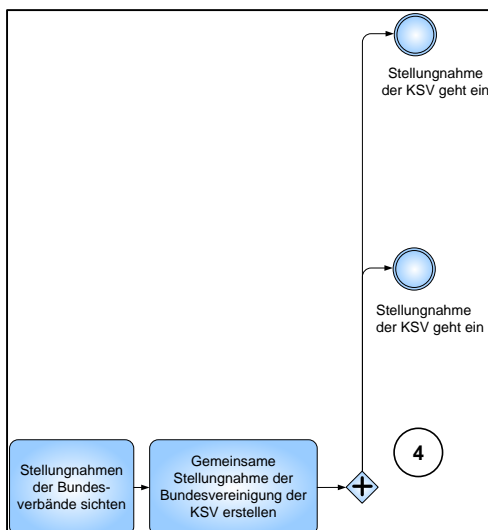 Stellungnahme
der KSV geht ein
Stellungnahme
der KSV geht ein
4
Stellungnahmen
der Bundes-
verbände sichten
Gemeinsame
Stellungnahme der
Bundesvereinigung der
KSV erstellen